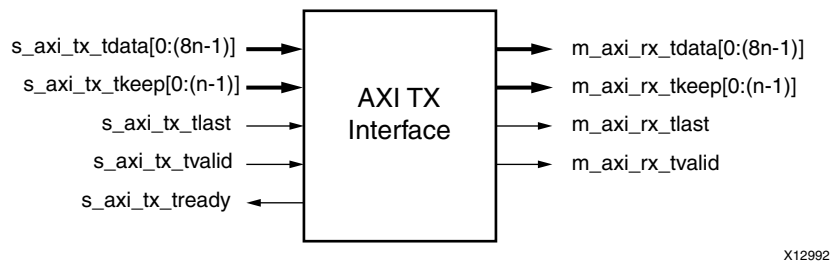 s_axi_tx_tdata[0:(8n-1)]
s_axi_tx_tkeep[0:(n-1)]
s_axi_tx_tlast
s_axi_tx_tvalid
s_axi_tx_tready
AXI TX
Interface
m_axi_rx_tdata[0:(8n-1)]
m_axi_rx_tkeep[0:(n-1)]
m_axi_rx_tlast
m_axi_rx_tvalid
X12992